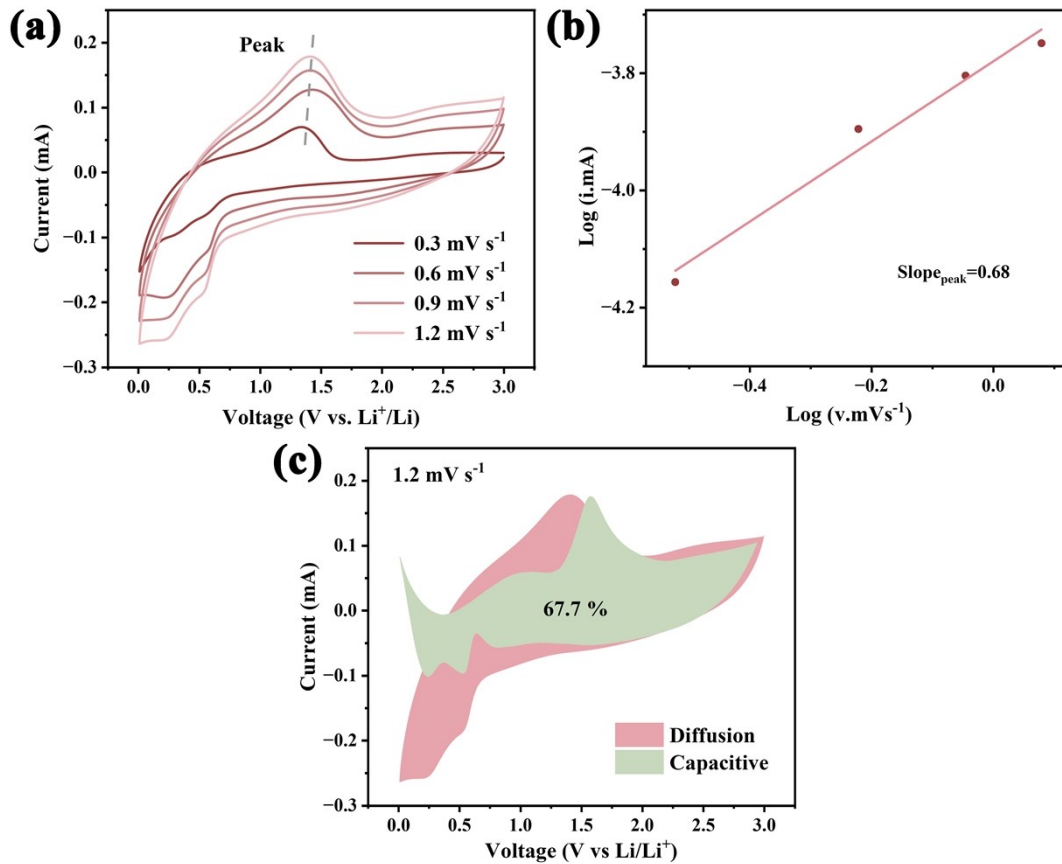 (a)
Peak
0.2
0.1
0.0
−0.1
−0.2
−0.3
Current (mA)
0.3 mV s⁻¹
0.6 mV s⁻¹
0.9 mV s⁻¹
1.2 mV s⁻¹
0.0 0.5 1.0 1.5 2.0 2.5 3.0
Voltage (V vs. Li⁺/Li)
(b)
−3.8
−4.0
−4.2
Log (i.mA)
Slopepeak=0.68
−0.4 −0.2 0.0
Log (v.mVs⁻¹)
(c)
1.2 mV s⁻¹
0.2
0.1
0.0
−0.1
−0.2
−0.3
Current (mA)
67.7 %
Diffusion
Capacitive
0.0 0.5 1.0 1.5 2.0 2.5 3.0
Voltage (V vs Li/Li⁺)